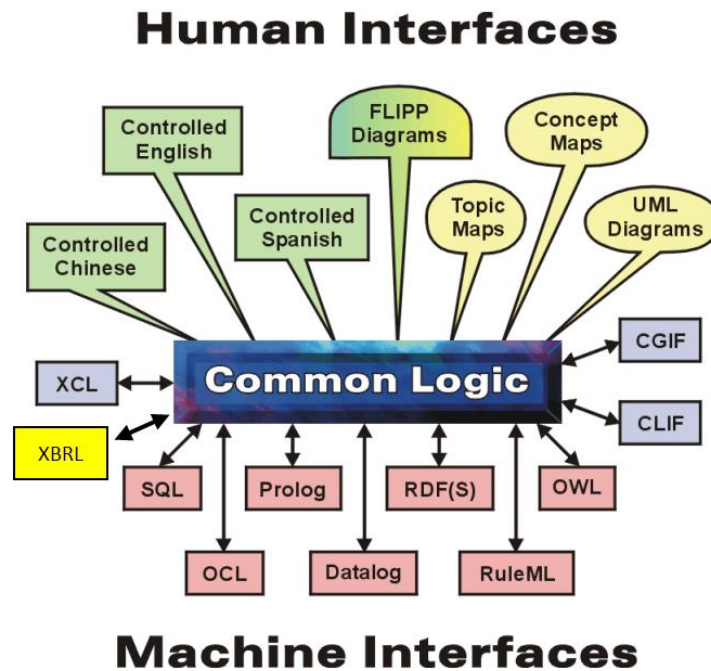 Human Interfaces
FLIPP
Diagrams
Concept
Maps
Controlled
English
Controlled
Spanish
Topic
Maps
UML
Diagrams
Controlled
Chinese
CGIF
XCL
Common Logic
CLIF
XBRL
SQL
Prolog
RDF(S)
OWL
OCL
Datalog
RuleML
Machine Interfaces